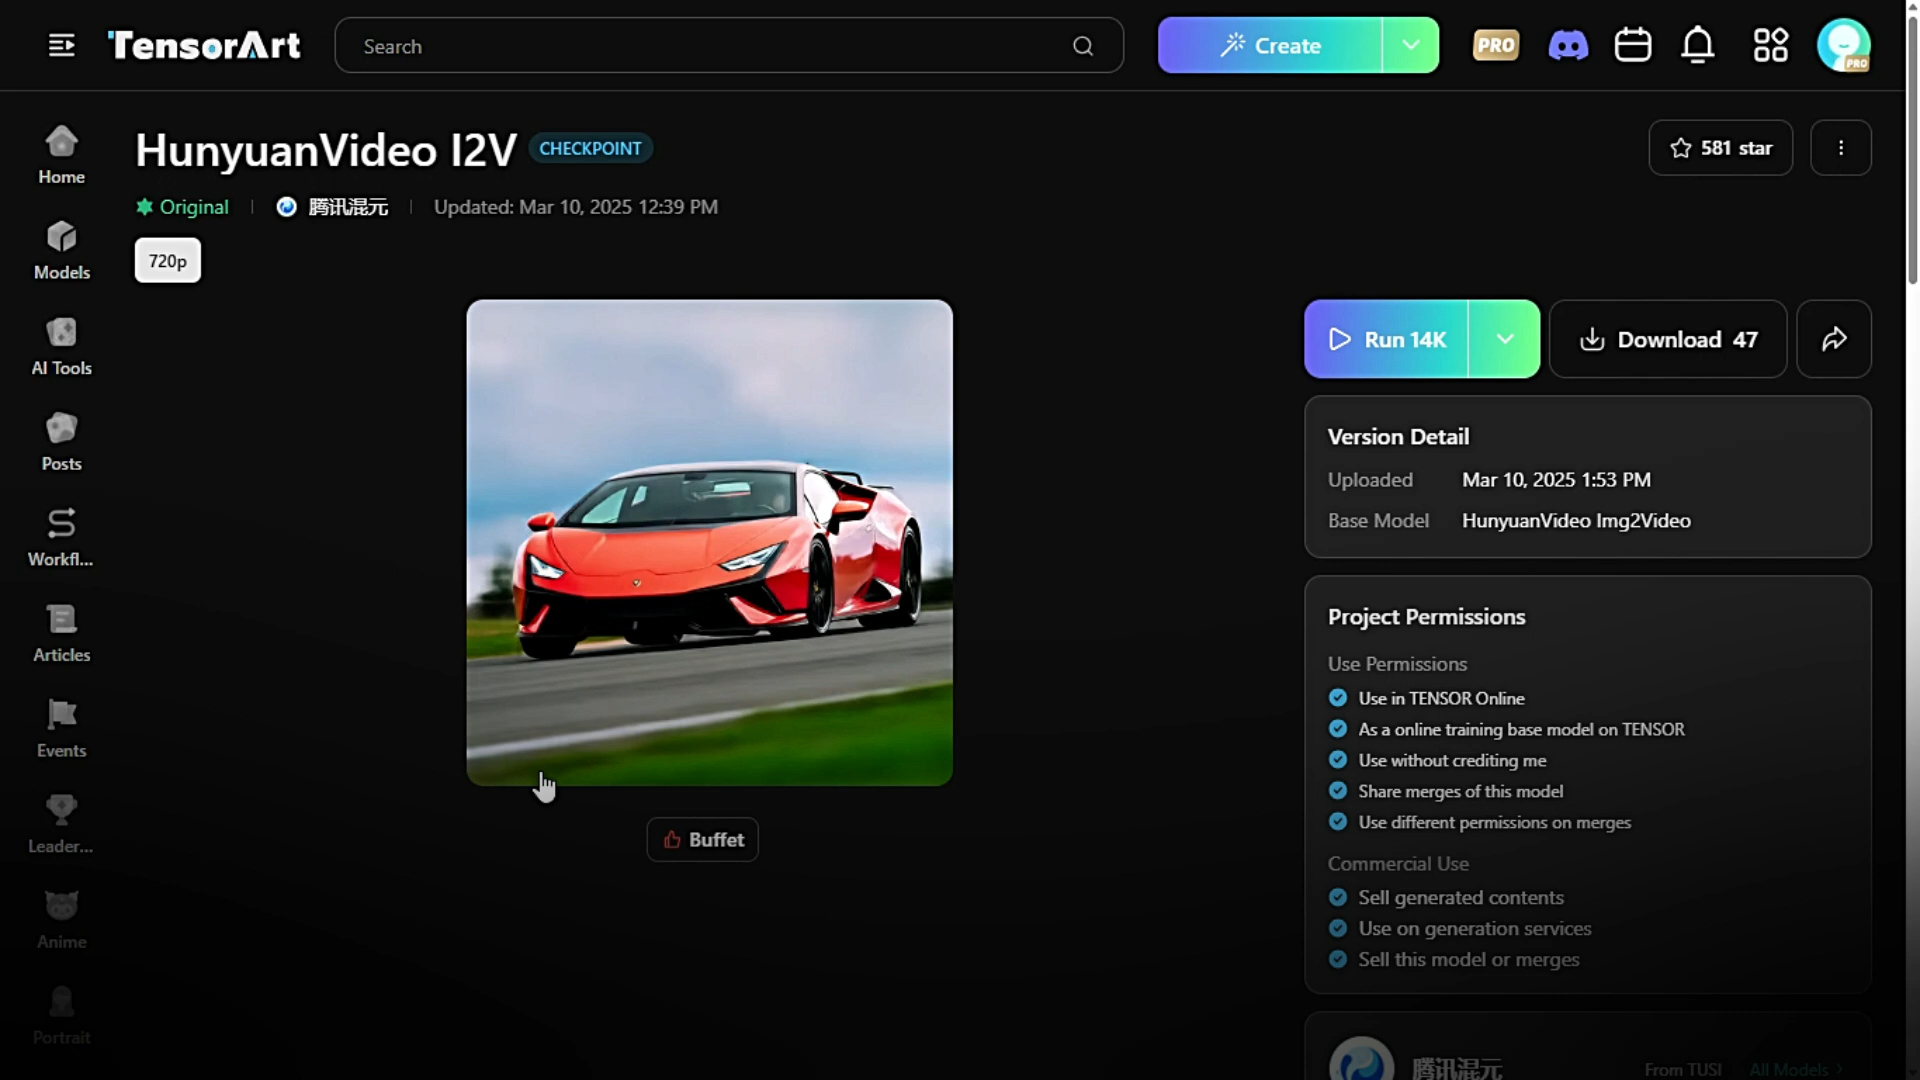 TensorArt
Search
Create
PRO
PRO
HunyuanVideo I2V
CHECKPOINT
581 star
Original
腾讯混元
Updated: Mar 10, 2025 12:39 PM
720p
Home
Models
AI Tools
Posts
Workfl...
Articles
Events
Leader...
Anime
Portrait
Buffet
Run 14K
Download 47
Version Detail
Uploaded Mar 10, 2025 1:53 PM
Base Model HunyuanVideo Img2Video
Project Permissions
Use Permissions
Use in TENSOR Online
As a online training base model on TENSOR
Use without crediting me
Share merges of this model
Use different permissions on merges
Commercial Use
Sell generated contents
Use on generation services
Sell this model or merges
腾讯混元
From TUSI
All Models